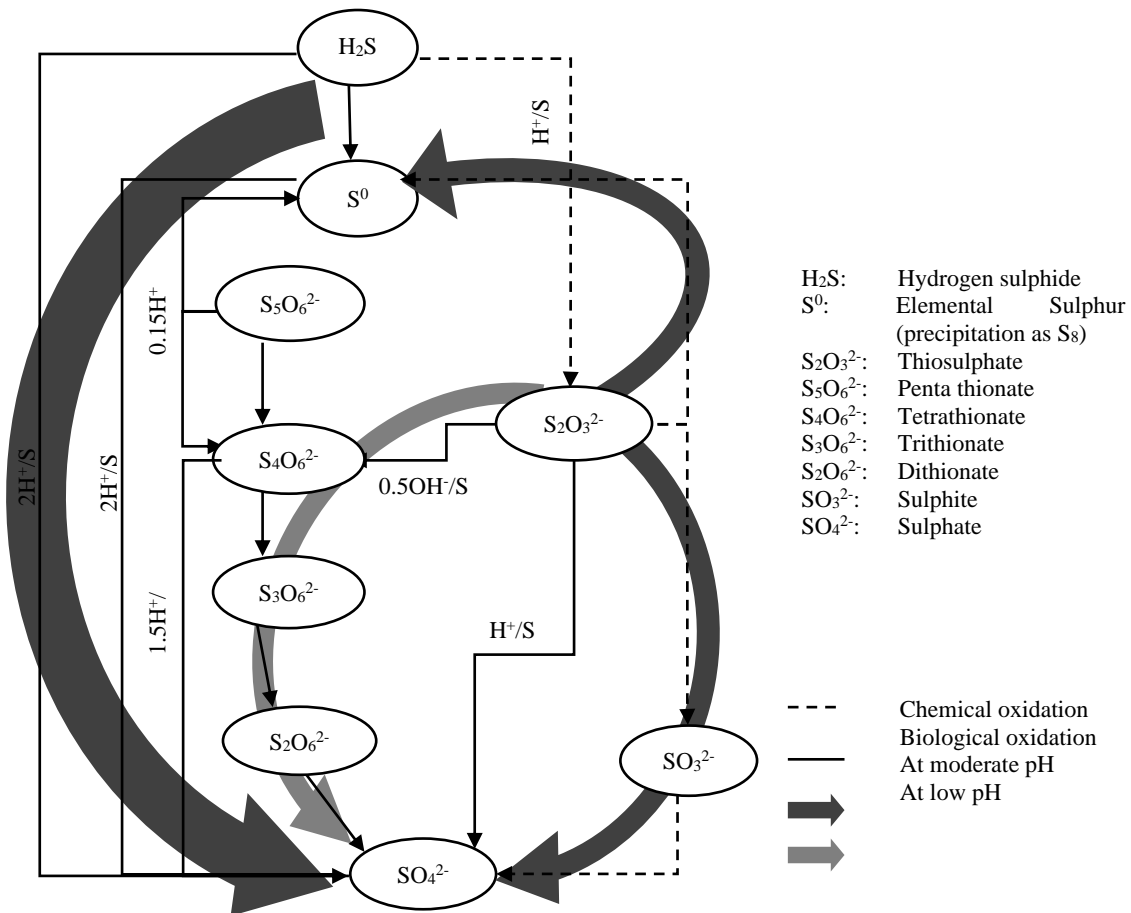 H₂S
H⁺/S
S⁰
S₅O₆²⁻
0.15H⁺
S₂O₃²⁻
S₄O₆²⁻
0.5OH⁻/S
2H⁺/S
2H⁺/S
S₃O₆²⁻
1.5H⁺/
H⁺/S
S₂O₆²⁻
SO₃²⁻
SO₄²⁻
H₂S: Hydrogen sulphide
S⁰: Elemental Sulphur
(precipitation as S₈)
S₂O₃²⁻: Thiosulphate
S₅O₆²⁻: Penta thionate
S₄O₆²⁻: Tetrathionate
S₃O₆²⁻: Trithionate
S₂O₆²⁻: Dithionate
SO₃²⁻: Sulphite
SO₄²⁻: Sulphate
Chemical oxidation
Biological oxidation
At moderate pH
At low pH